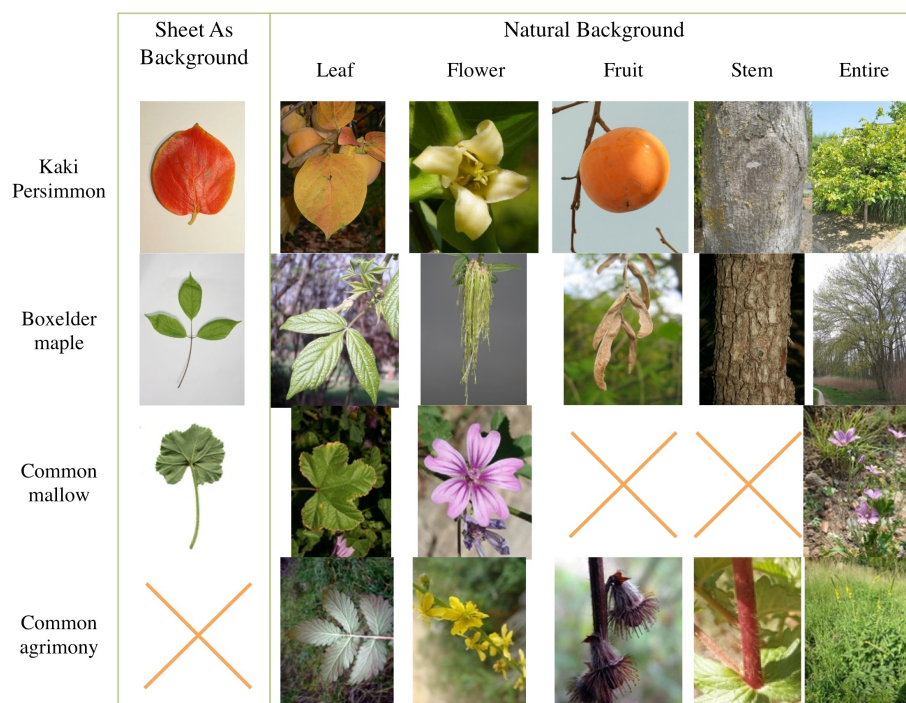 Sheet As
Background
Natural Background
Leaf
Flower
Fruit
Stem
Entire
Kaki
Persimmon
Boxelder
maple
Common
mallow
Common
agrimony